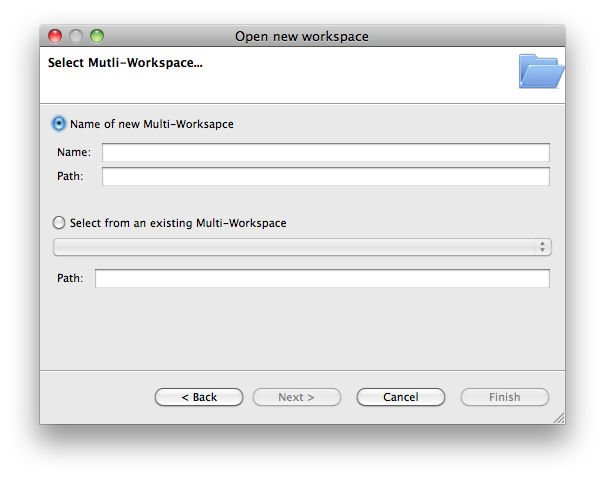 Open new workspace
Select Mutli-Workspace...
Name of new Multi-Worksapce
Name:
Path:
Select from an existing Multi-Workspace
Path:
< Back Next > Cancel Finish